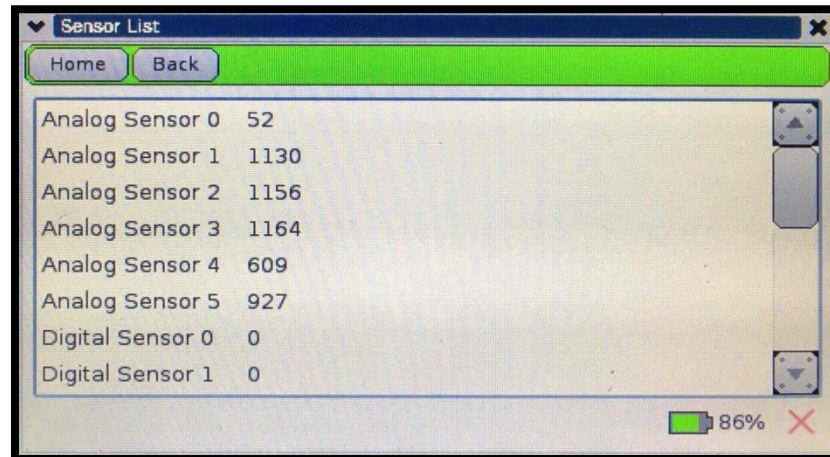 Sensor List
Home Back
Analog Sensor 0 52
Analog Sensor 1 1130
Analog Sensor 2 1156
Analog Sensor 3 1164
Analog Sensor 4 609
Analog Sensor 5 927
Digital Sensor 0 0
Digital Sensor 1 0
86%